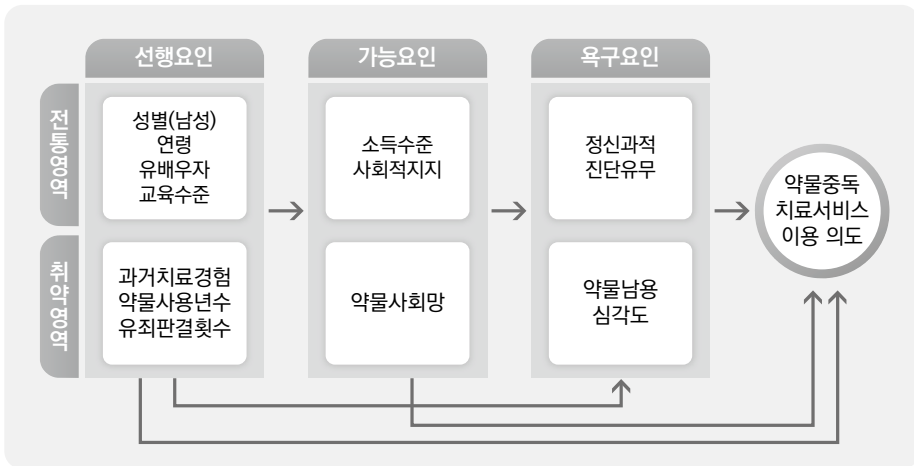 선행요인
가능요인
욕구요인
전통영역
성별(남성)
연령
유배우자
교육수준
소득수준
사회적지지
정신과적
진단유무
약물중독
치료서비스
이용 의도
취약영역
과거치료경험
약물사용년수
유죄판결횟수
약물사회망
약물남용
심각도